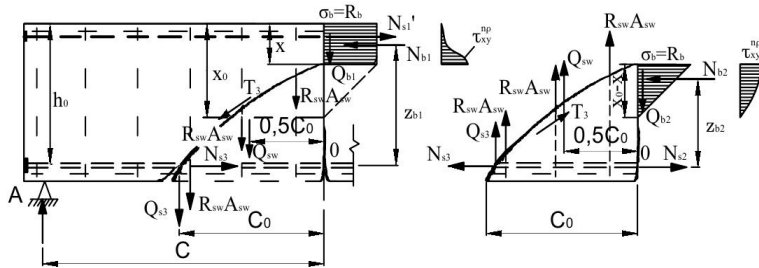 σb=Rb
Ns1'
x
Nb1
τxy пр
x0
Qb1
h0
T3
RswAsw
zb1
RswAsw
0,5C0
Ns3
Qsw
0
A
Qs3
RswAsw
C0
C
RswAsw
σb=Rb
Nb2
τxy пр
Qsw
RswAsw
x0-x
RswAsw
T3
Qb2
zb2
Qs3
0,5C0
0
Ns3
Ns2
C0